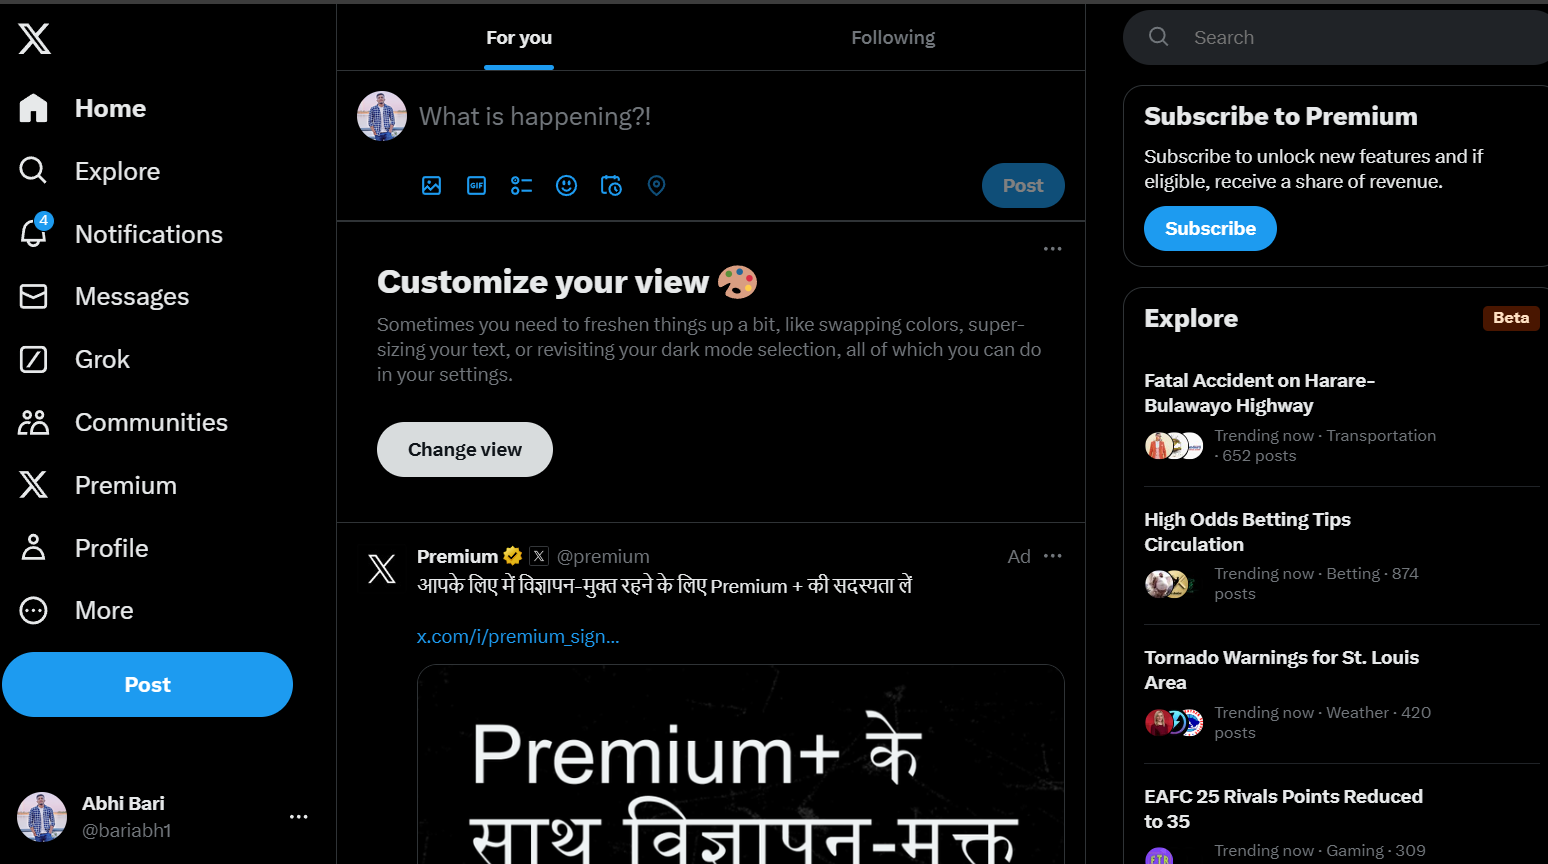 Home
Explore
4
Notifications
Messages
Grok
Communities
Premium
Profile
More
Post
Abhi Bari
@bariabh1
For you
Following
What is happening?!
GIF
Post
Customize your view
Sometimes you need to freshen things up a bit, like swapping colors, super-
sizing your text, or revisiting your dark mode selection, all of which you can do
in your settings.
Change view
Premium @premium
Ad
आपके लिए में विज्ञापन-मुक्त रहने के लिए Premium + की सदस्यता लें
x.com/i/premium_sign...
Premium+ के
साथ विज्ञापन-मुक्त
Search
Subscribe to Premium
Subscribe to unlock new features and if
eligible, receive a share of revenue.
Subscribe
Explore
Beta
Fatal Accident on Harare-
Bulawayo Highway
Trending now · Transportation
· 652 posts
High Odds Betting Tips
Circulation
Trending now · Betting · 874
posts
Tornado Warnings for St. Louis
Area
Trending now · Weather · 420
posts
EAFC 25 Rivals Points Reduced
to 35
Trending now · Gaming · 309